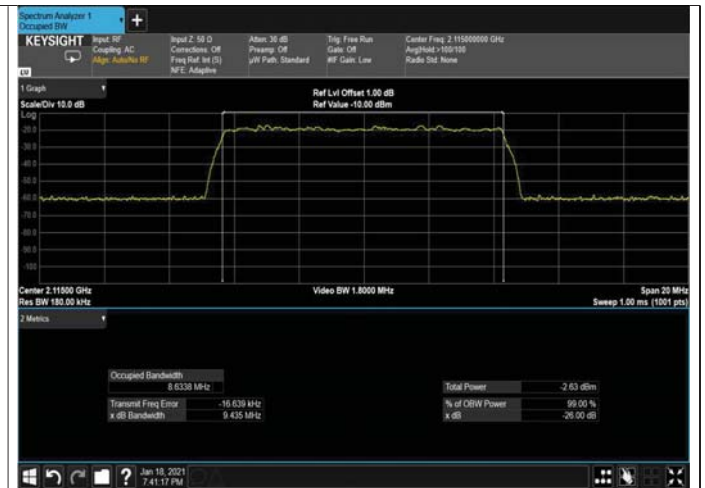 Spectrum Analyzer 1
Occupied BW
+
KEYSIGHT
Input: RF
Coupling: AC
Align: Auto/No RF
Input Z: 50 Ω
Corrections: Off
Freq Ref: Int (S)
NFE: Adaptive
Atten: 30 dB
Preamp: Off
µW Path: Standard
Trig: Free Run
Gate: Off
#IF Gain: Low
Center Freq: 2.115000000 GHz
Avg|Hold:>100/100
Radio Std: None
LU
1 Graph
Scale/Div 10.0 dB
Ref Lvl Offset 1.00 dB
Ref Value -10.00 dBm
Log
-20.0
-30.0
-40.0
-50.0
-60.0
-70.0
-80.0
-90.0
-100
Center 2.11500 GHz
Video BW 1.8000 MHz
Span 20 MHz
Res BW 180.00 kHz
Sweep 1.00 ms (1001 pts)
2 Metrics
Occupied Bandwidth
8.6338 MHz
Total Power -2.63 dBm
Transmit Freq Error -16.639 kHz
% of OBW Power 99.00 %
x dB Bandwidth 9.435 MHz
x dB -26.00 dB
?
Jan 18, 2021
7:41:17 PM